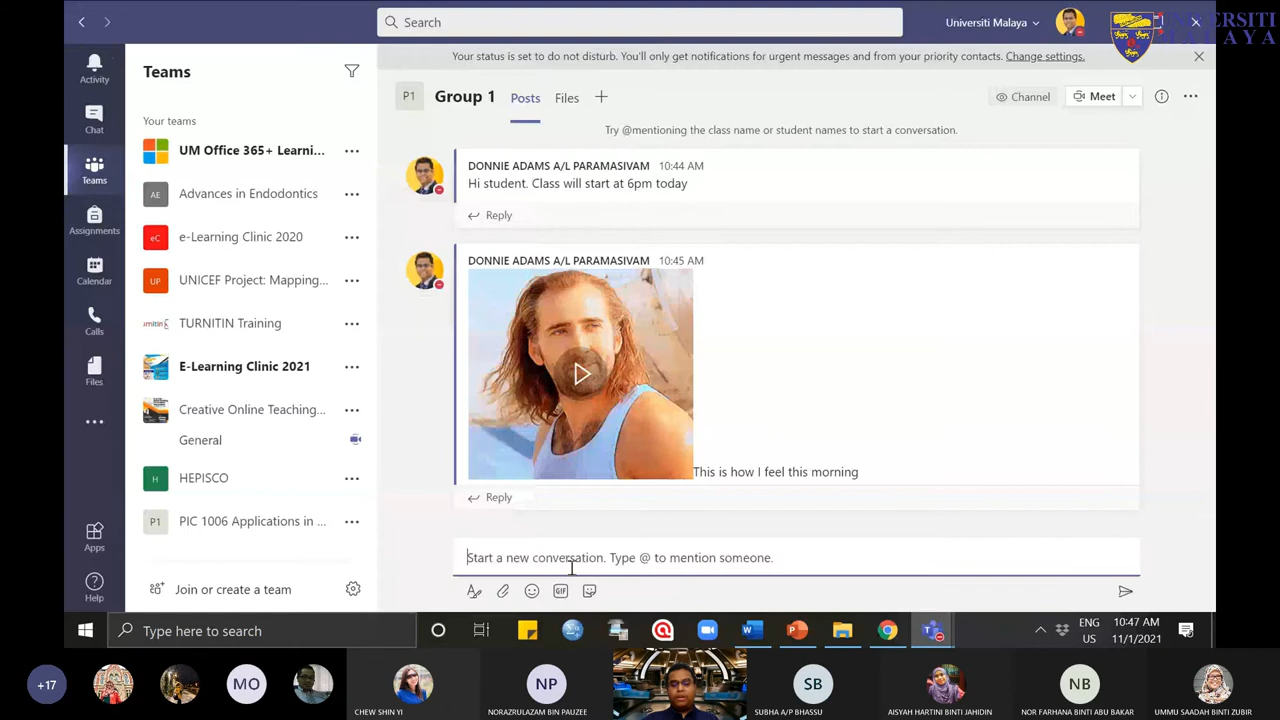 Search
Universiti Malaya
UNIVERSITI
MALAYA
Activity
Chat
Teams
Assignments
Calendar
Calls
Files
Apps
Help
Teams
Your teams
UM Office 365+ Learni...
AE
Advances in Endodontics
eC
e-Learning Clinic 2020
UP
UNICEF Project: Mapping...
TURNITIN Training
E-Learning Clinic 2021
Creative Online Teaching...
General
H
HEPISCO
P1
PIC 1006 Applications in ...
Join or create a team
Your status is set to do not disturb. You'll only get notifications for urgent messages and from your priority contacts. Change settings.
P1
Group 1
Posts
Files
Channel
Meet
Try @mentioning the class name or student names to start a conversation.
DONNIE ADAMS A/L PARAMASIVAM 10:44 AM
Hi student. Class will start at 6pm today
Reply
DONNIE ADAMS A/L PARAMASIVAM 10:45 AM
This is how I feel this morning
Reply
Start a new conversation. Type @ to mention someone.
GIF
Type here to search
ENG
US
10:47 AM
11/1/2021
+17
MO
CHEW SHIN YI
NP
NORAZRULAZAM BIN PAUZEE
SB
SUBHA A/P BHASSU
AISYAH HARTINI BINTI JAHIDIN
NB
NOR FARHANA BINTI ABU BAKAR
UMMU SAADAH BINTI ZUBIR